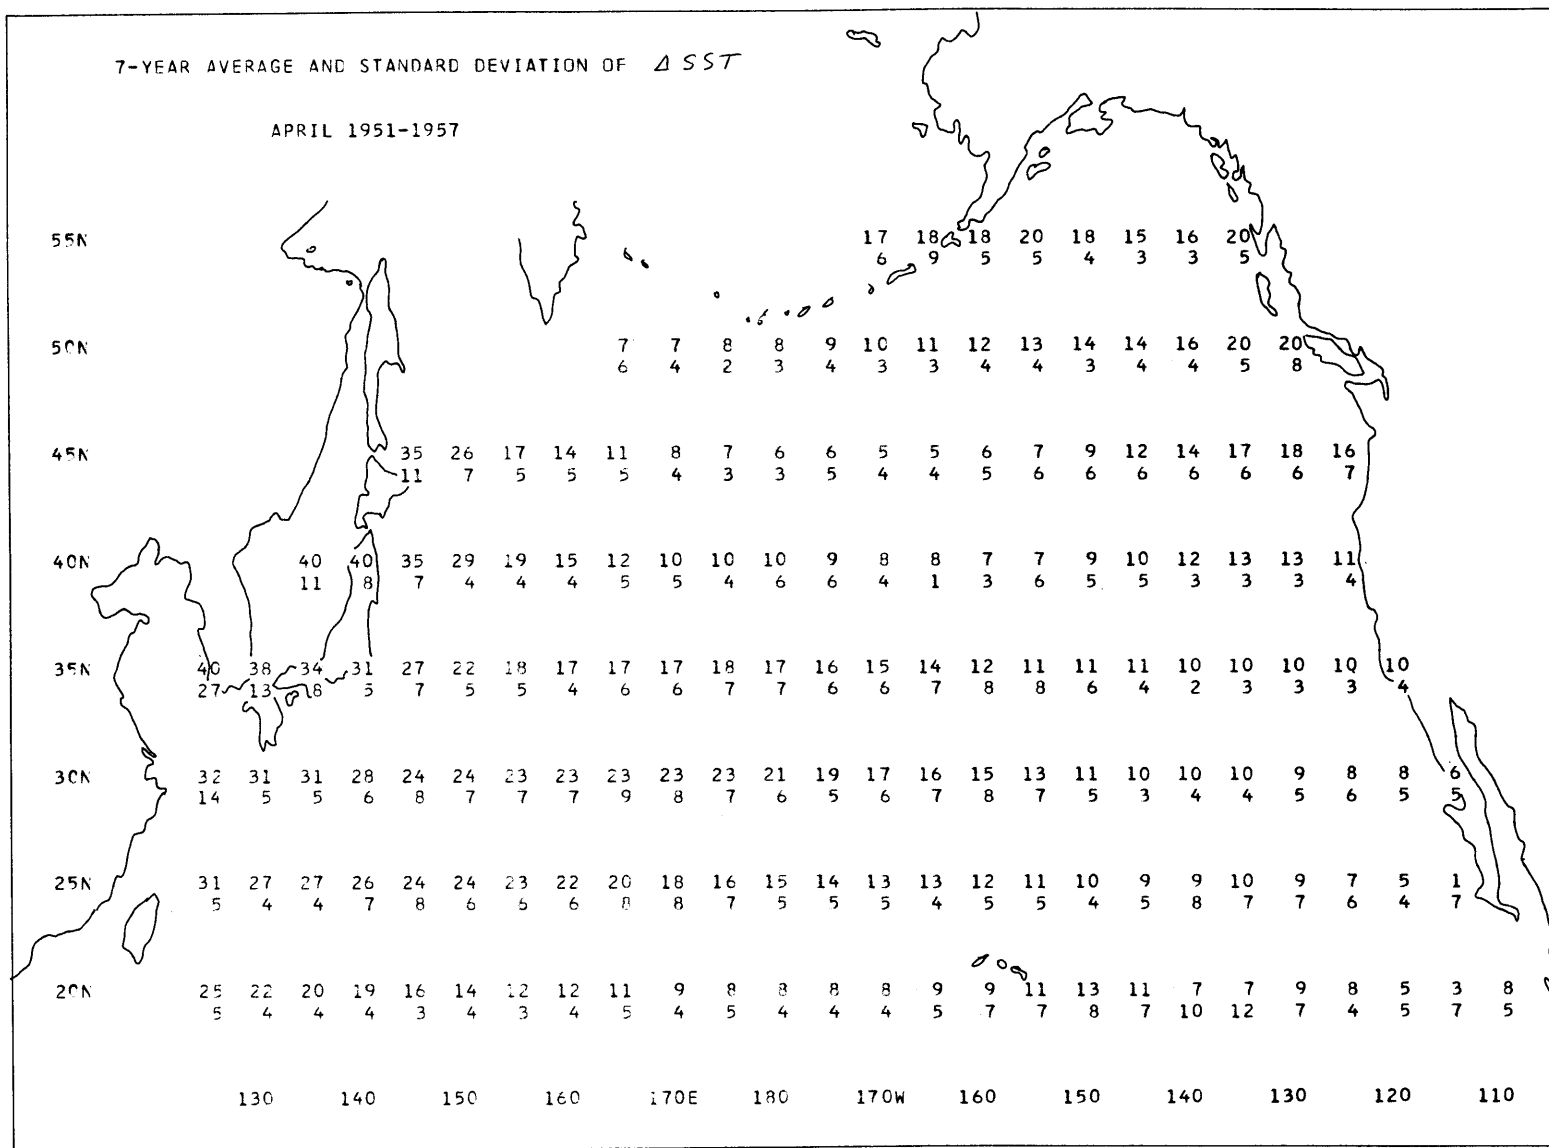 7-YEAR AVERAGE AND STANDARD DEVIATION OF Δ SST
APRIL 1951-1957
55N 17 18 18 20 18 15 16 20
6 9 5 5 4 3 3 5
50N 7 7 8 8 9 10 11 12 13 14 14 16 20 20
6 4 2 3 4 3 3 4 4 3 4 4 5 8
45N 35 26 17 14 11 8 7 6 6 5 5 6 7 9 12 14 17 18 16
11 7 5 5 5 4 3 3 5 4 4 5 6 6 6 6 6 6 7
40N 40 40 35 29 19 15 12 10 10 10 9 8 8 7 7 9 10 12 13 13 11
11 8 7 4 4 4 5 5 4 6 6 4 1 3 6 5 5 3 3 3 4
35N 40 38 34 31 27 22 18 17 17 17 18 17 16 15 14 12 11 11 11 10 10 10 10 10
27 13 8 5 7 5 5 4 6 6 7 7 6 6 7 8 8 6 4 2 3 3 3 4
30N 32 31 31 28 24 24 23 23 23 23 23 21 19 17 16 15 13 11 10 10 10 9 8 8 6
14 5 5 6 8 7 7 7 9 8 7 6 5 6 7 8 7 5 3 4 4 5 6 5 5
25N 31 27 27 26 24 24 23 22 20 18 16 15 14 13 13 12 11 10 9 9 10 9 7 5 1
5 4 4 7 8 6 6 6 8 8 7 5 5 5 4 5 5 4 5 8 7 7 6 4 7
20N 25 22 20 19 16 14 12 12 11 9 8 8 8 8 9 9 11 13 11 7 7 9 8 5 3 8
5 4 4 4 3 4 3 4 5 4 5 4 4 4 5 7 7 8 7 10 12 7 4 5 7 5
130 140 150 160 170E 180 170W 160 150 140 130 120 110